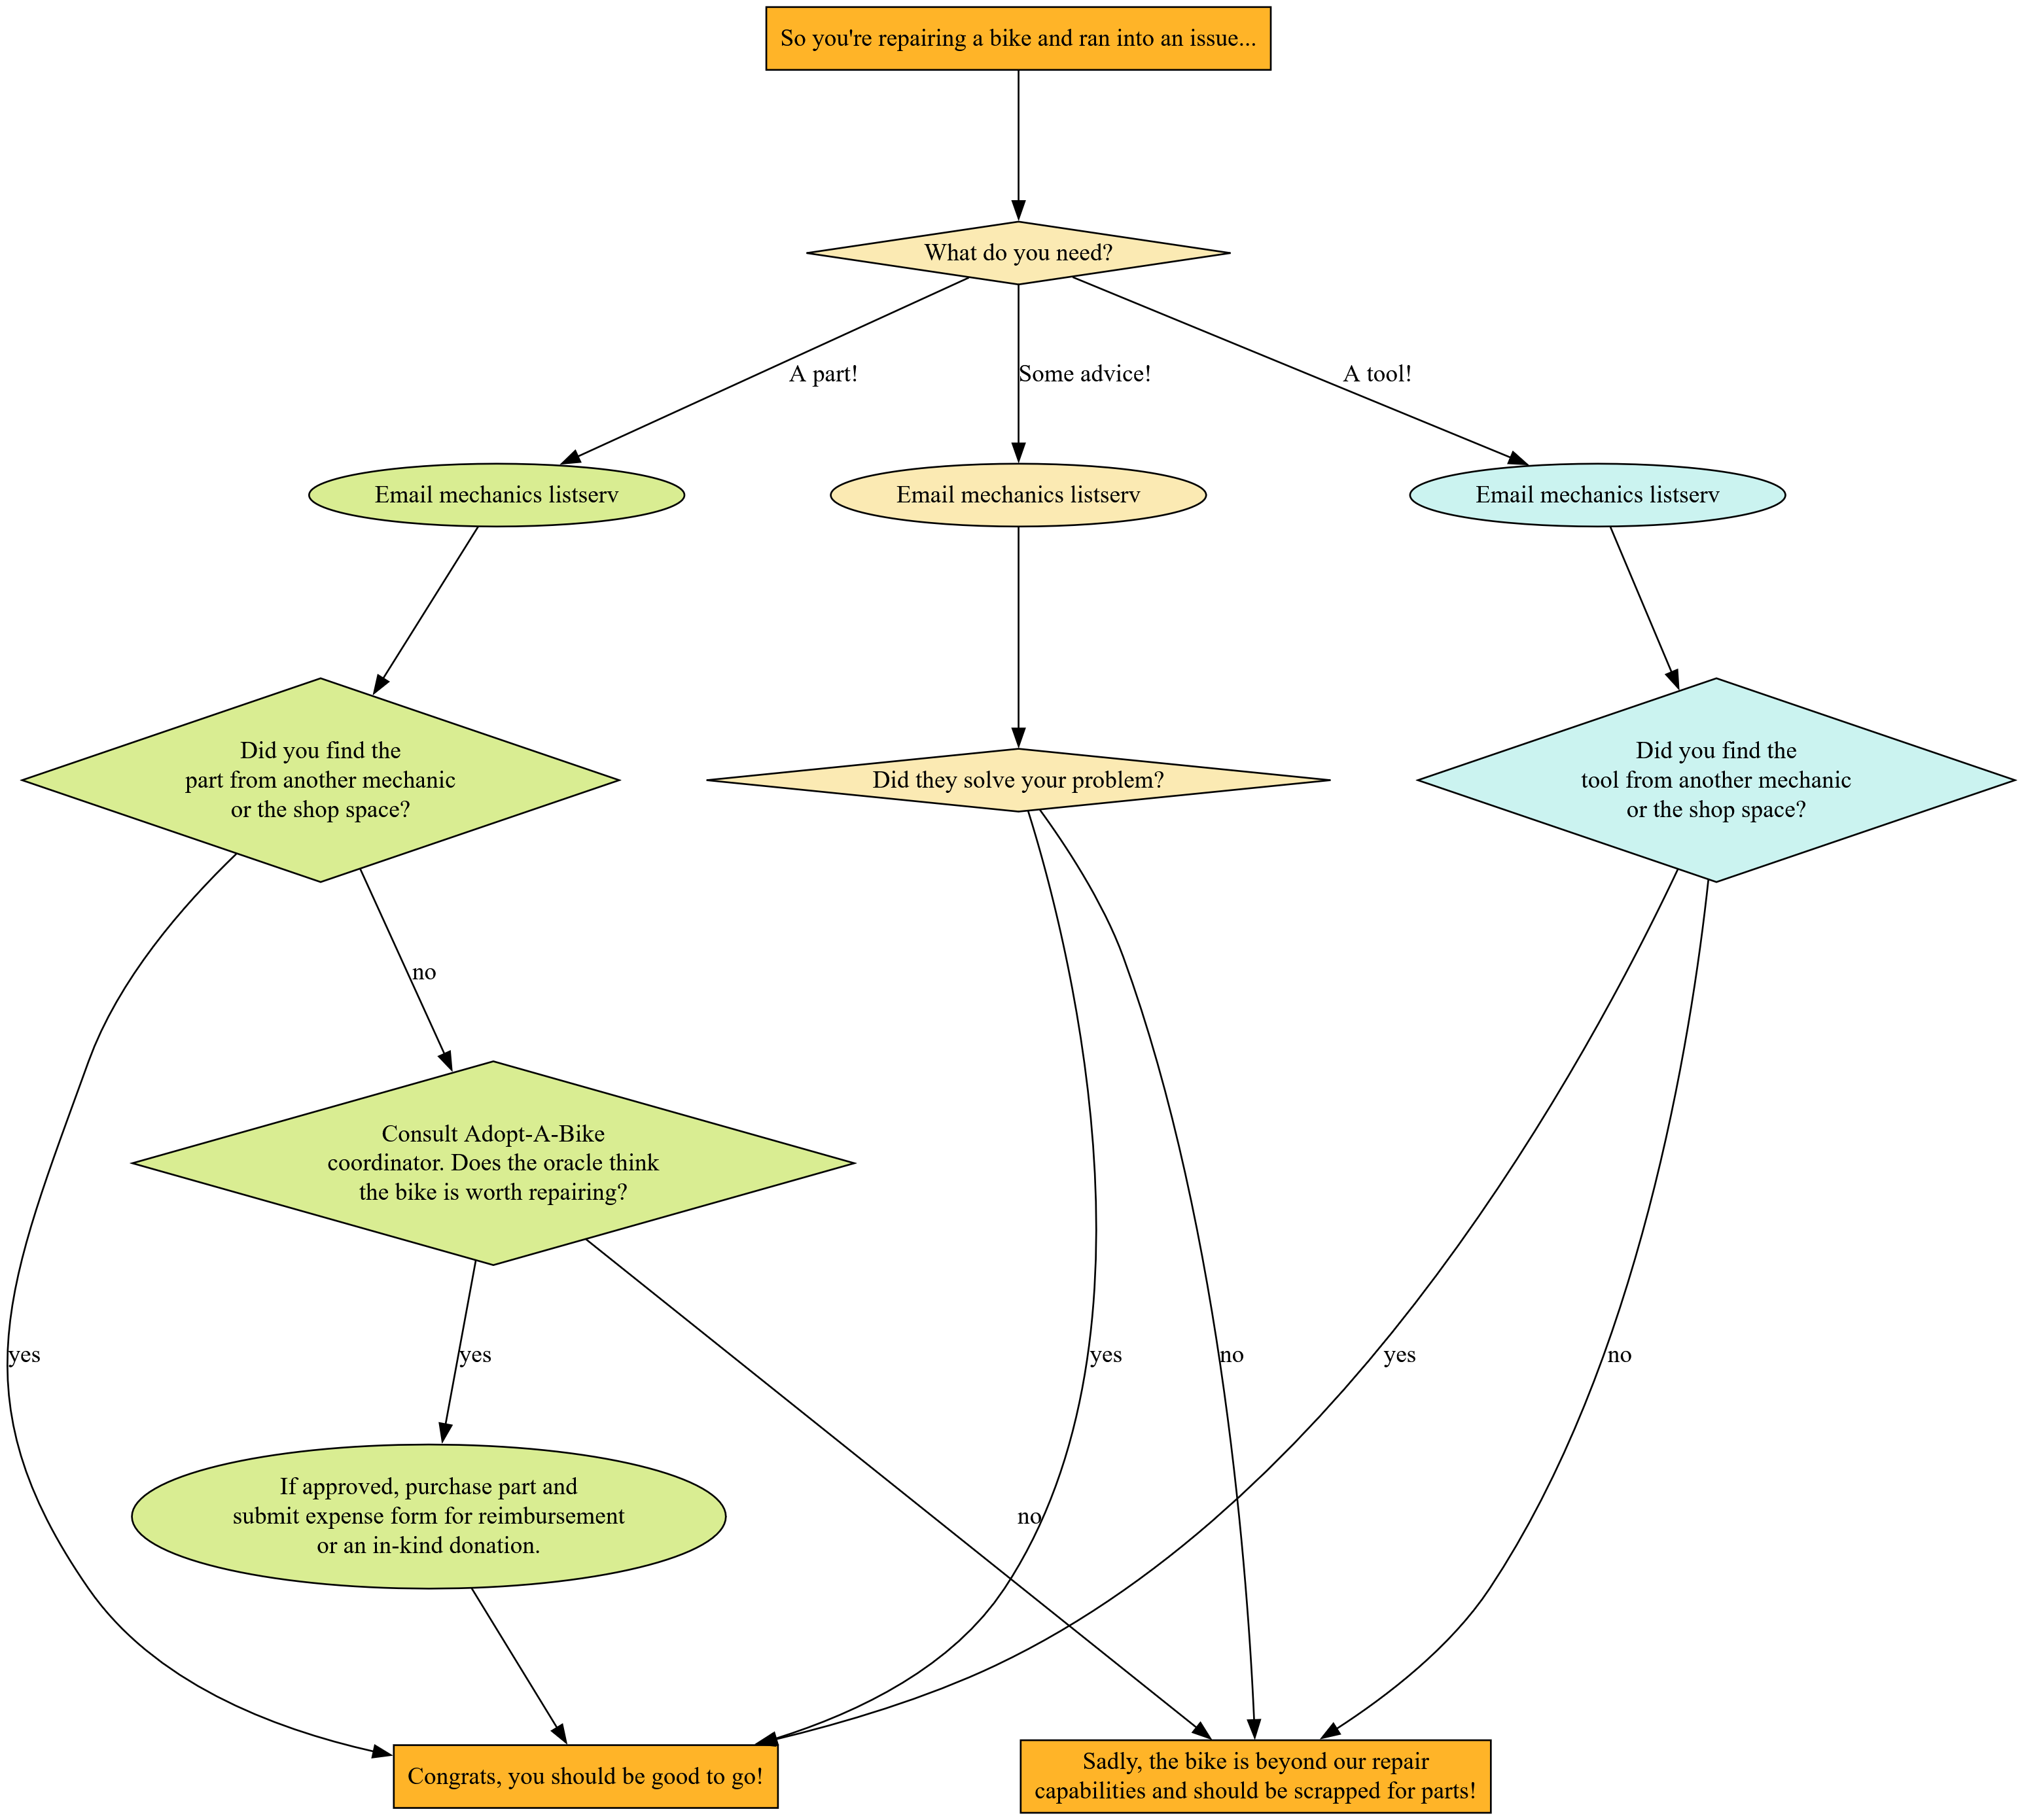 So you're repairing a bike and ran into an issue...
What do you need?
A part!
Some advice!
A tool!
Email mechanics listserv
Email mechanics listserv
Email mechanics listserv
Did you find the
part from another mechanic
or the shop space?
Did they solve your problem?
Did you find the
tool from another mechanic
or the shop space?
no
Consult Adopt-A-Bike
coordinator. Does the oracle think
the bike is worth repairing?
yes
yes
yes
no
yes
no
If approved, purchase part and
submit expense form for reimbursement
or an in-kind donation.
no
Congrats, you should be good to go!
Sadly, the bike is beyond our repair
capabilities and should be scrapped for parts!